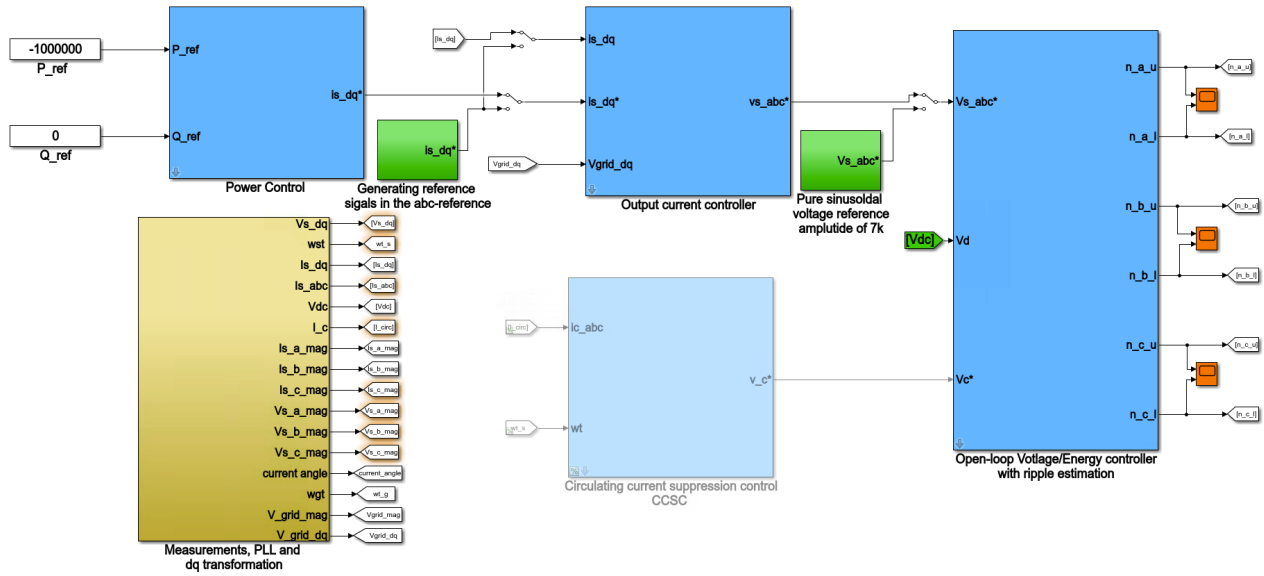 -1000000
P_ref
0
Q_ref
P_ref
Q_ref
is_dq*
Power Control
Is_dq*
Generating reference
sigals in the abc-reference
[Is_dq]
Vgrid_dq
is_dq
is_dq*
Vgrid_dq
vs_abc*
Output current controller
Vs_abc*
Pure sinusoldal
voltage reference
amplutide of 7k
[Vdc]
Vs_abc*
Vd
Vc*
n_a_u
n_a_l
n_b_u
n_b_l
n_c_u
n_c_l
[n_a_u]
[n_a_l]
[n_b_u]
[n_b_l]
[n_c_u]
[n_c_l]
Open-loop Votlage/Energy controller
with ripple estimation
Vs_dq
[Vs_dq]
wst
wt_s
Is_dq
[Is_dq]
Is_abc
[Is_abc]
Vdc
[Vdc]
I_c
[I_circ]
Is_a_mag
Is_a_mag
Is_b_mag
Is_b_mag
Is_c_mag
Is_c_mag
Vs_a_mag
Vs_a_mag
Vs_b_mag
Vs_b_mag
Vs_c_mag
Vs_c_mag
current angle
current_angle
wgt
wt_g
V_grid_mag
Vgrid_mag
V_grid_dq
Vgrid_dq
Measurements, PLL and
dq transformation
ic_abc
wt_s
wt
v_c*
Circulating current suppression control
CCSC